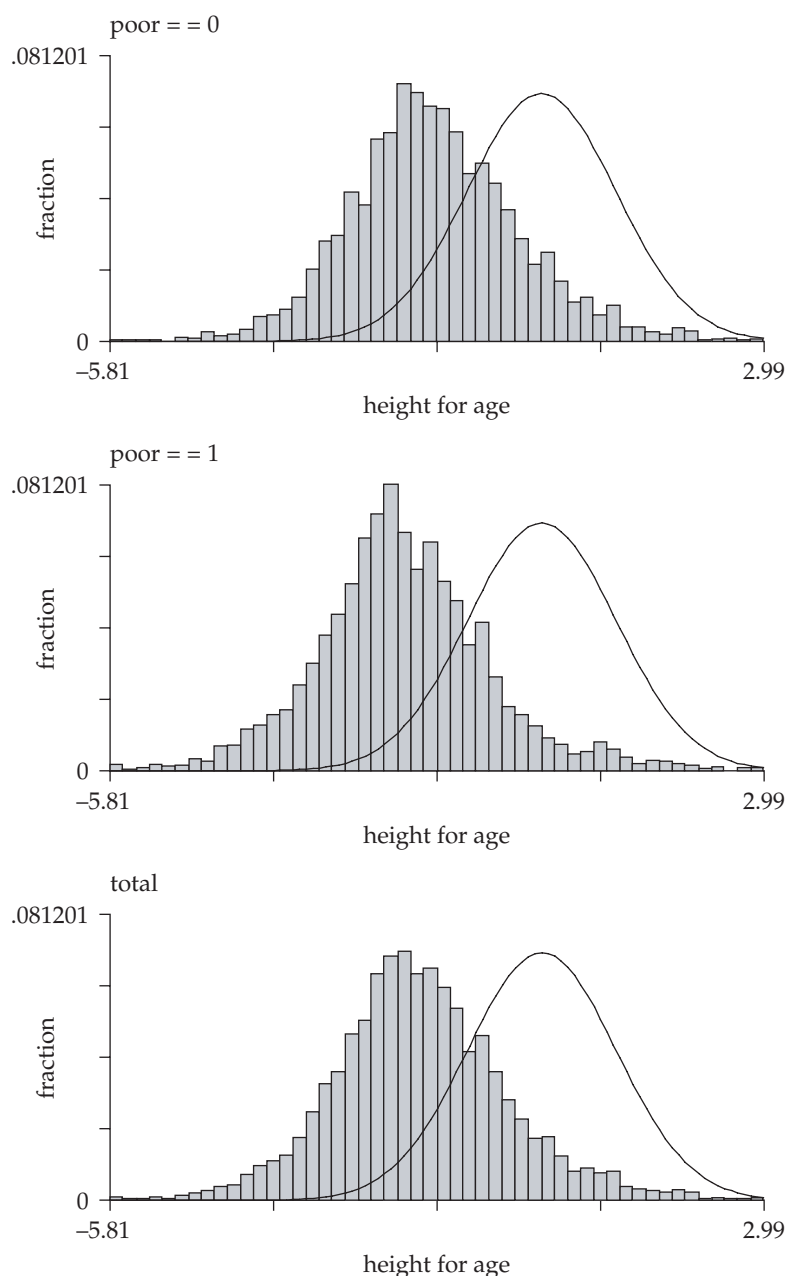 poor = = 0
.081201
fraction
0
–5.81
2.99
height for age
poor = = 1
.081201
fraction
0
–5.81
2.99
height for age
total
.081201
fraction
0
–5.81
2.99
height for age